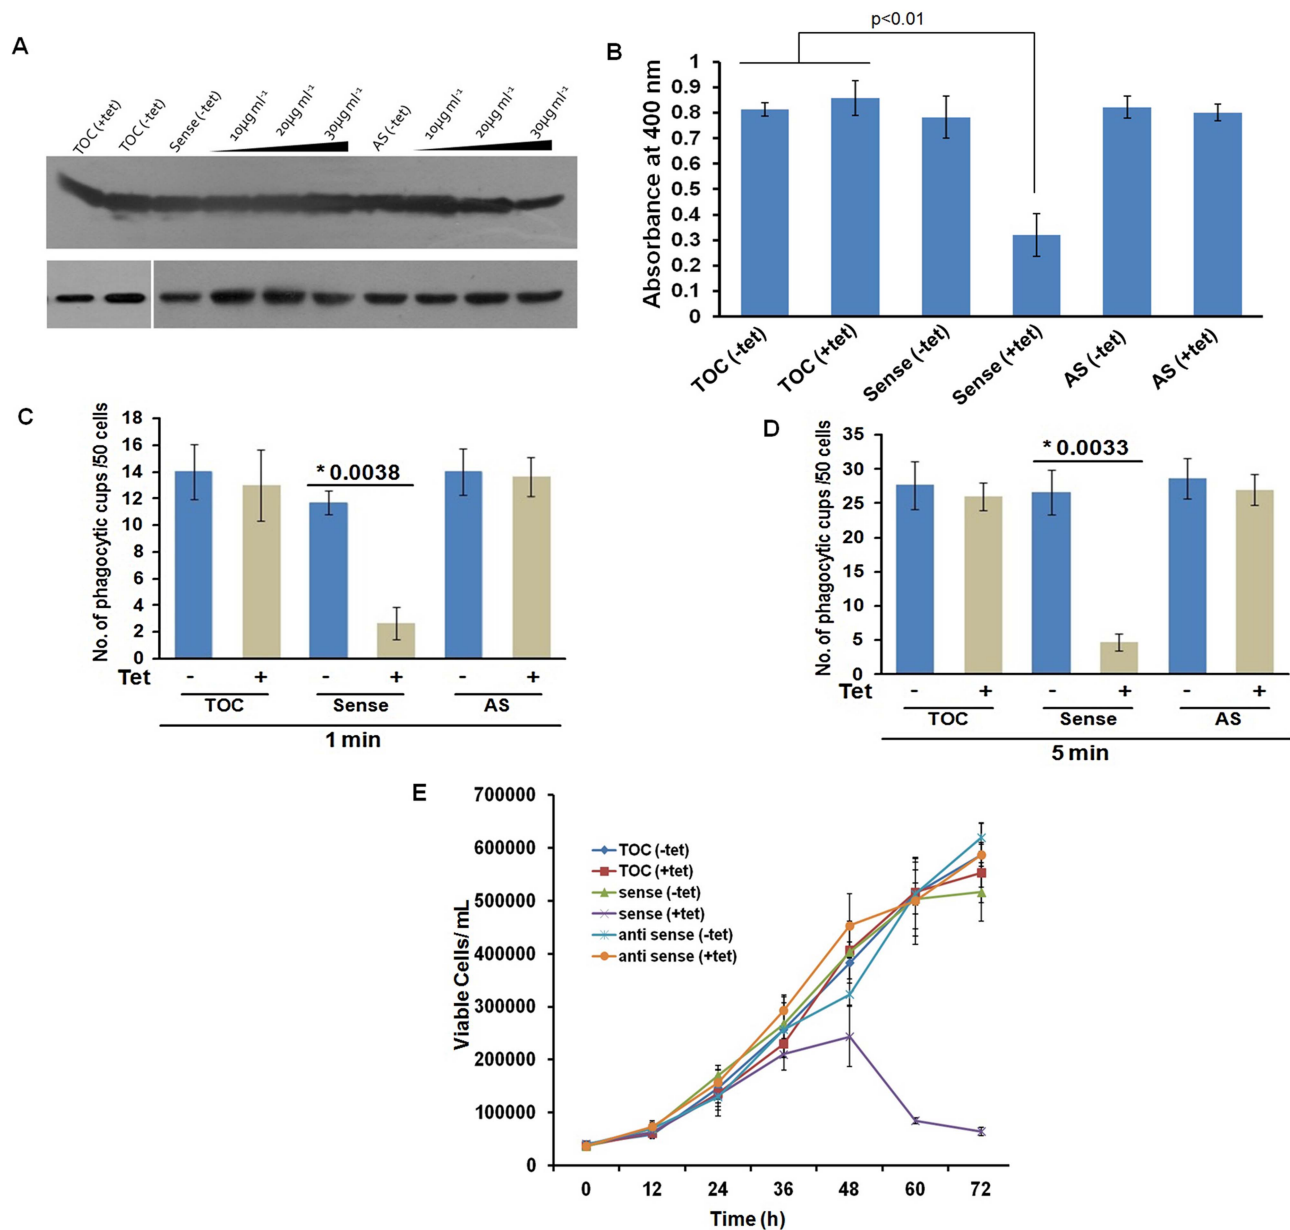 A
TOC (+tet)
TOC (-tet)
Sense (-tet)
10µg ml⁻¹
20µg ml⁻¹
30µg ml⁻¹
AS (-tet)
10µg ml⁻¹
20µg ml⁻¹
30µg ml⁻¹
B
p<0.01
Absorbance at 400 nm
1
0.9
0.8
0.7
0.6
0.5
0.4
0.3
0.2
0.1
0
TOC (-tet)
TOC (+tet)
Sense (-tet)
Sense (+tet)
AS (-tet)
AS (+tet)
C
No. of phagocytic cups /50 cells
18
16
14
12
10
8
6
4
2
0
* 0.0038
Tet - + - + - +
TOC Sense AS
1 min
D
No. of phagocytic cups /50 cells
35
30
25
20
15
10
5
0
* 0.0033
Tet - + - + - +
TOC Sense AS
5 min
E
Viable Cells/ mL
700000
600000
500000
400000
300000
200000
100000
0
TOC (-tet)
TOC (+tet)
sense (-tet)
sense (+tet)
anti sense (-tet)
anti sense (+tet)
0 12 24 36 48 60 72
Time (h)